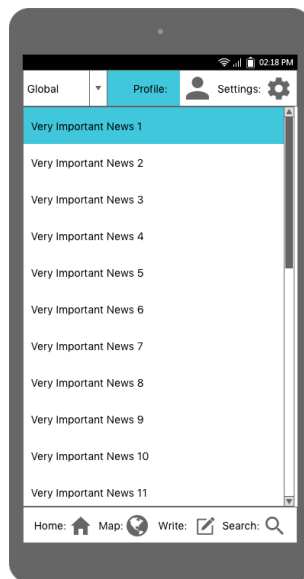 02:18 PM
Global Profile: Settings:
Very Important News 1
Very Important News 2
Very Important News 3
Very Important News 4
Very Important News 5
Very Important News 6
Very Important News 7
Very Important News 8
Very Important News 9
Very Important News 10
Very Important News 11
Home: Map: Write: Search: